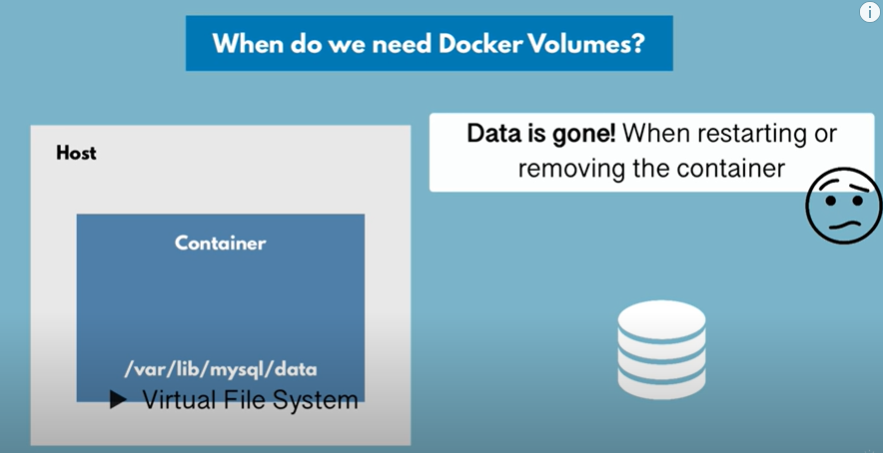 When do we need Docker Volumes?
Host
Container
/var/lib/mysql/data
▶ Virtual File System
Data is gone! When restarting or
removing the container
i